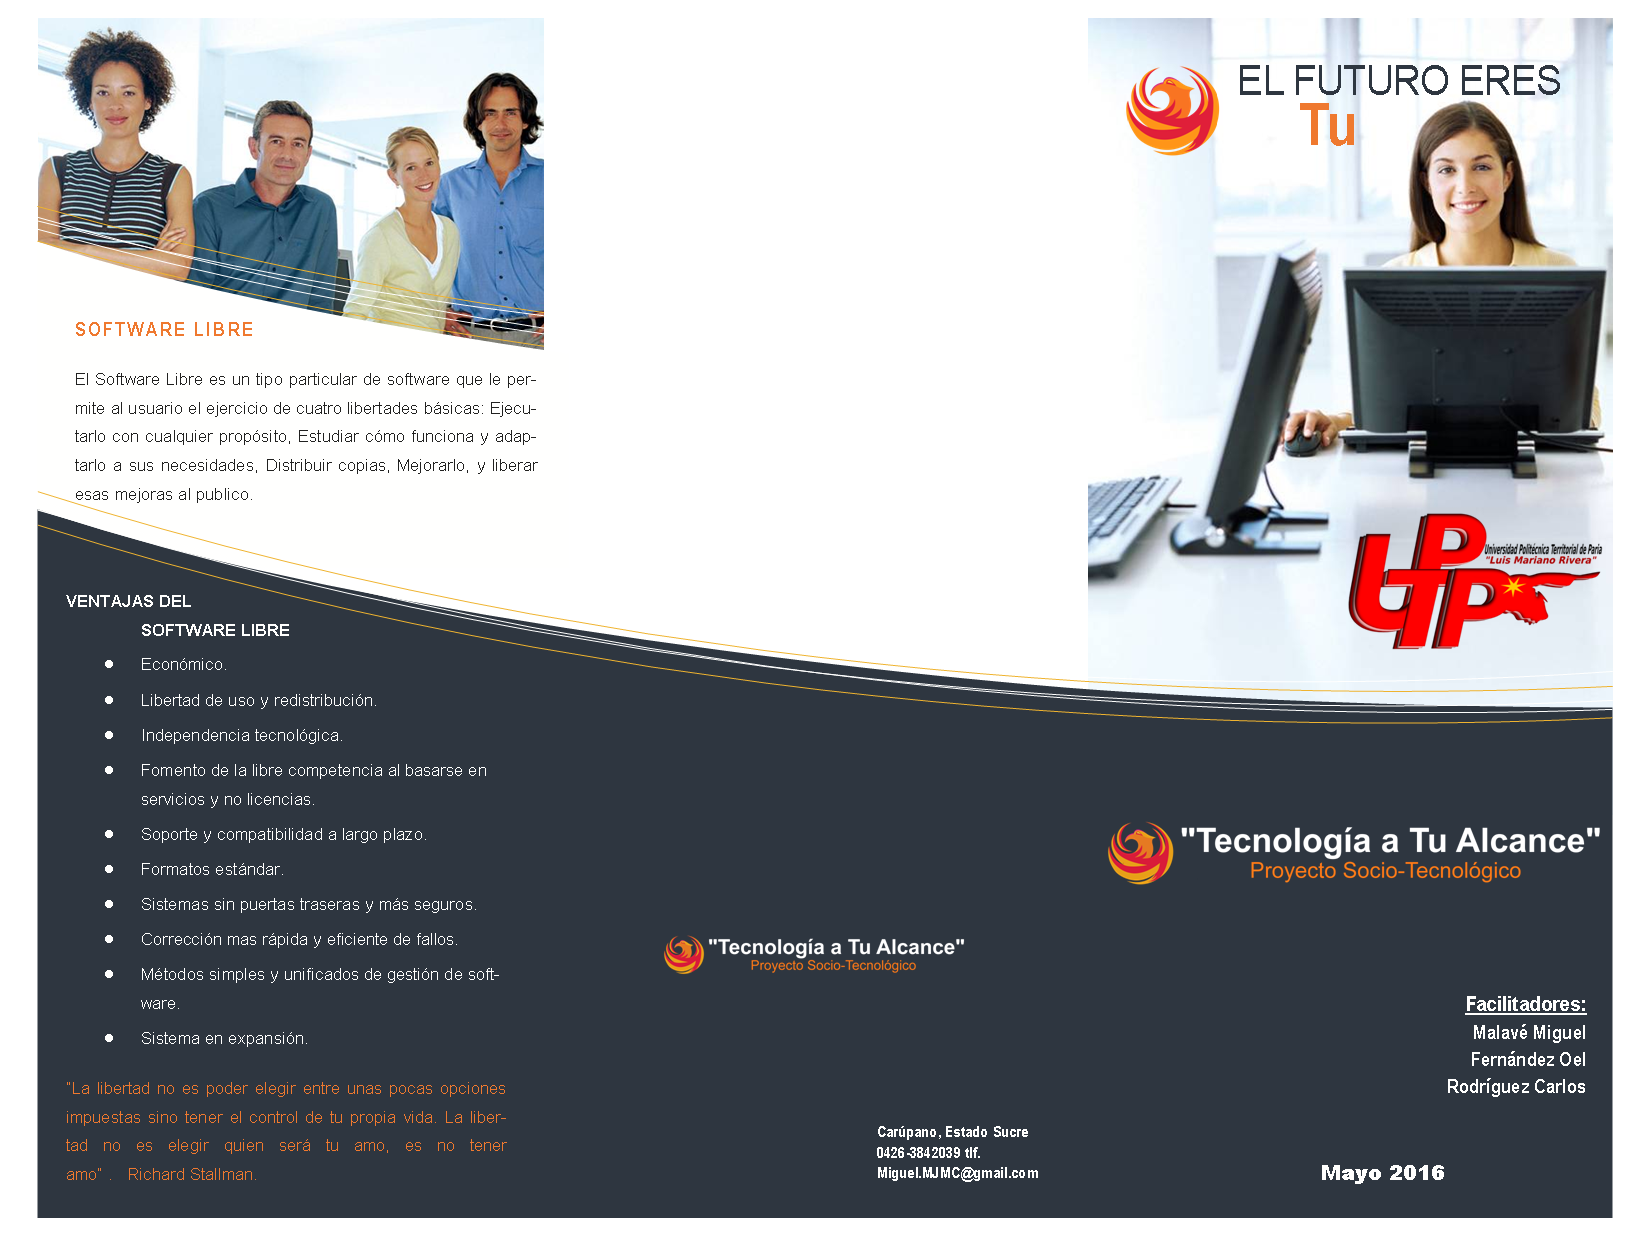 SOFTWARE LIBRE
El Software Libre es un tipo particular de software que le per-
mite al usuario el ejercicio de cuatro libertades básicas: Ejecu-
tarlo con cualquier propósito, Estudiar cómo funciona y adap-
tarlo a sus necesidades, Distribuir copias, Mejorarlo, y liberar
esas mejoras al publico.
VENTAJAS DEL
SOFTWARE LIBRE
● Económico.
● Libertad de uso y redistribución.
● Independencia tecnológica.
● Fomento de la libre competencia al basarse en
servicios y no licencias.
● Soporte y compatibilidad a largo plazo.
● Formatos estándar.
● Sistemas sin puertas traseras y más seguros.
● Corrección mas rápida y eficiente de fallos.
● Métodos simples y unificados de gestión de soft-
ware.
● Sistema en expansión.
"La libertad no es poder elegir entre unas pocas opciones
impuestas sino tener el control de tu propia vida. La liber-
tad no es elegir quien será tu amo, es no tener
amo" . Richard Stallman.
"Tecnología a Tu Alcance"
Proyecto Socio-Tecnológico
Carúpano, Estado Sucre
0426-3842039 tlf.
Miguel.MJMC@gmail.com
EL FUTURO ERES
Tu
UPTP
Universidad Politécnica Territorial de Paria
"Luis Mariano Rivera"
"Tecnología a Tu Alcance"
Proyecto Socio-Tecnológico
Facilitadores:
Malavé Miguel
Fernández Oel
Rodríguez Carlos
Mayo 2016